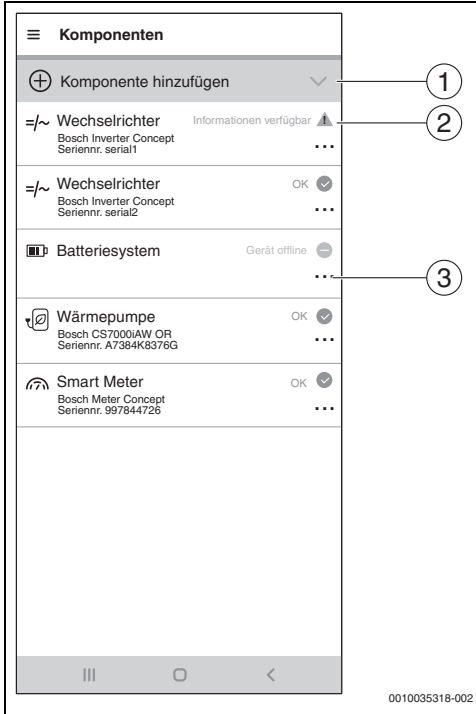 Komponenten
Komponente hinzufügen
1
Wechselrichter Informationen verfügbar
2
Bosch Inverter Concept
Seriennr. serial1
...
Wechselrichter OK
Bosch Inverter Concept
Seriennr. serial2
...
Batteriesystem Gerät offline
...
3
Wärmepumpe OK
Bosch CS7000iAW OR
Seriennr. A7384K8376G
...
Smart Meter OK
Bosch Meter Concept
Seriennr. 997844726
...
0010035318-002